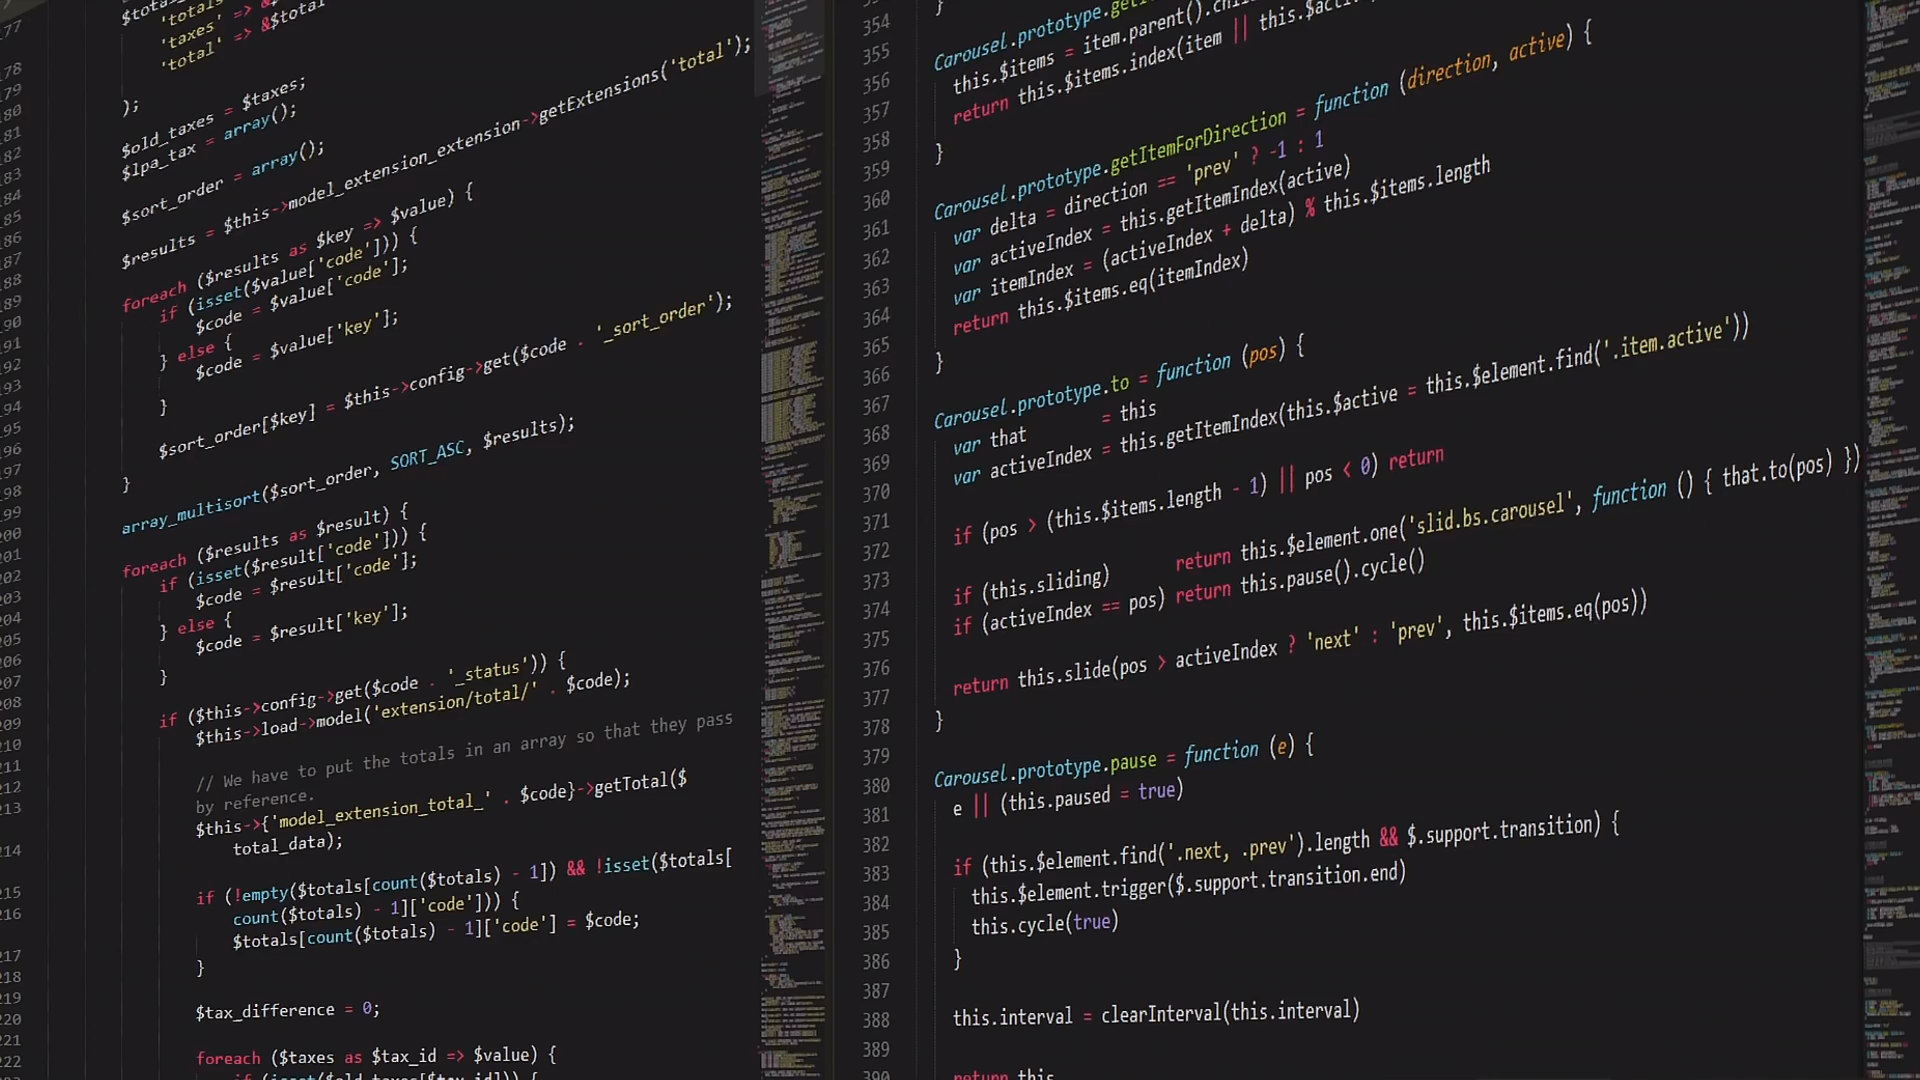 'totals' => &$totals
'taxes' =>
'total' => &$total
);
$old_taxes = $taxes;
$lpa_tax = array();
$sort_order = array();
$results = $this->model_extension_extension->getExtensions('total');
foreach ($results as $key => $value) {
if (isset($value['code'])) {
$code = $value['code'];
} else {
$code = $value['key'];
}
$sort_order[$key] = $this->config->get($code . '_sort_order');
}
array_multisort($sort_order, SORT_ASC, $results);
foreach ($results as $result) {
if (isset($result['code'])) {
$code = $result['code'];
} else {
$code = $result['key'];
}
if ($this->config->get($code . '_status')) {
$this->load->model('extension/total/' . $code);
// We have to put the totals in an array so that they pass
by reference.
$this->{'model_extension_total_' . $code}->getTotal($
total_data);
if (!empty($totals[count($totals) - 1]) && !isset($totals[
count($totals) - 1]['code'])) {
$totals[count($totals) - 1]['code'] = $code;
}
$tax_difference = 0;
foreach ($taxes as $tax_id => $value) {
354
355 Carousel.prototype.
356 this.$items = item.parent().
357 return this.$items.index(item || this.
358 }
359
360 Carousel.prototype.getItemForDirection = function (direction, active) {
361 var delta = direction == 'prev' ? -1 : 1
362 var activeIndex = this.getItemIndex(active)
363 var itemIndex = (activeIndex + delta) % this.$items.length
364 return this.$items.eq(itemIndex)
365 }
366
367 Carousel.prototype.to = function (pos) {
368 var that = this
369 var activeIndex = this.getItemIndex(this.$active = this.$element.find('.item.active'))
370
371 if (pos > (this.$items.length - 1) || pos < 0) return
372
373 if (this.sliding) return this.$element.one('slid.bs.carousel', function () { that.to(pos) })
374 if (activeIndex == pos) return this.pause().cycle()
375
376 return this.slide(pos > activeIndex ? 'next' : 'prev', this.$items.eq(pos))
377 }
378
379 Carousel.prototype.pause = function (e) {
380 e || (this.paused = true)
381
382 if (this.$element.find('.next, .prev').length && $.support.transition) {
383 this.$element.trigger($.support.transition.end)
384 this.cycle(true)
385 }
386
387 this.interval = clearInterval(this.interval)
388
389 return this